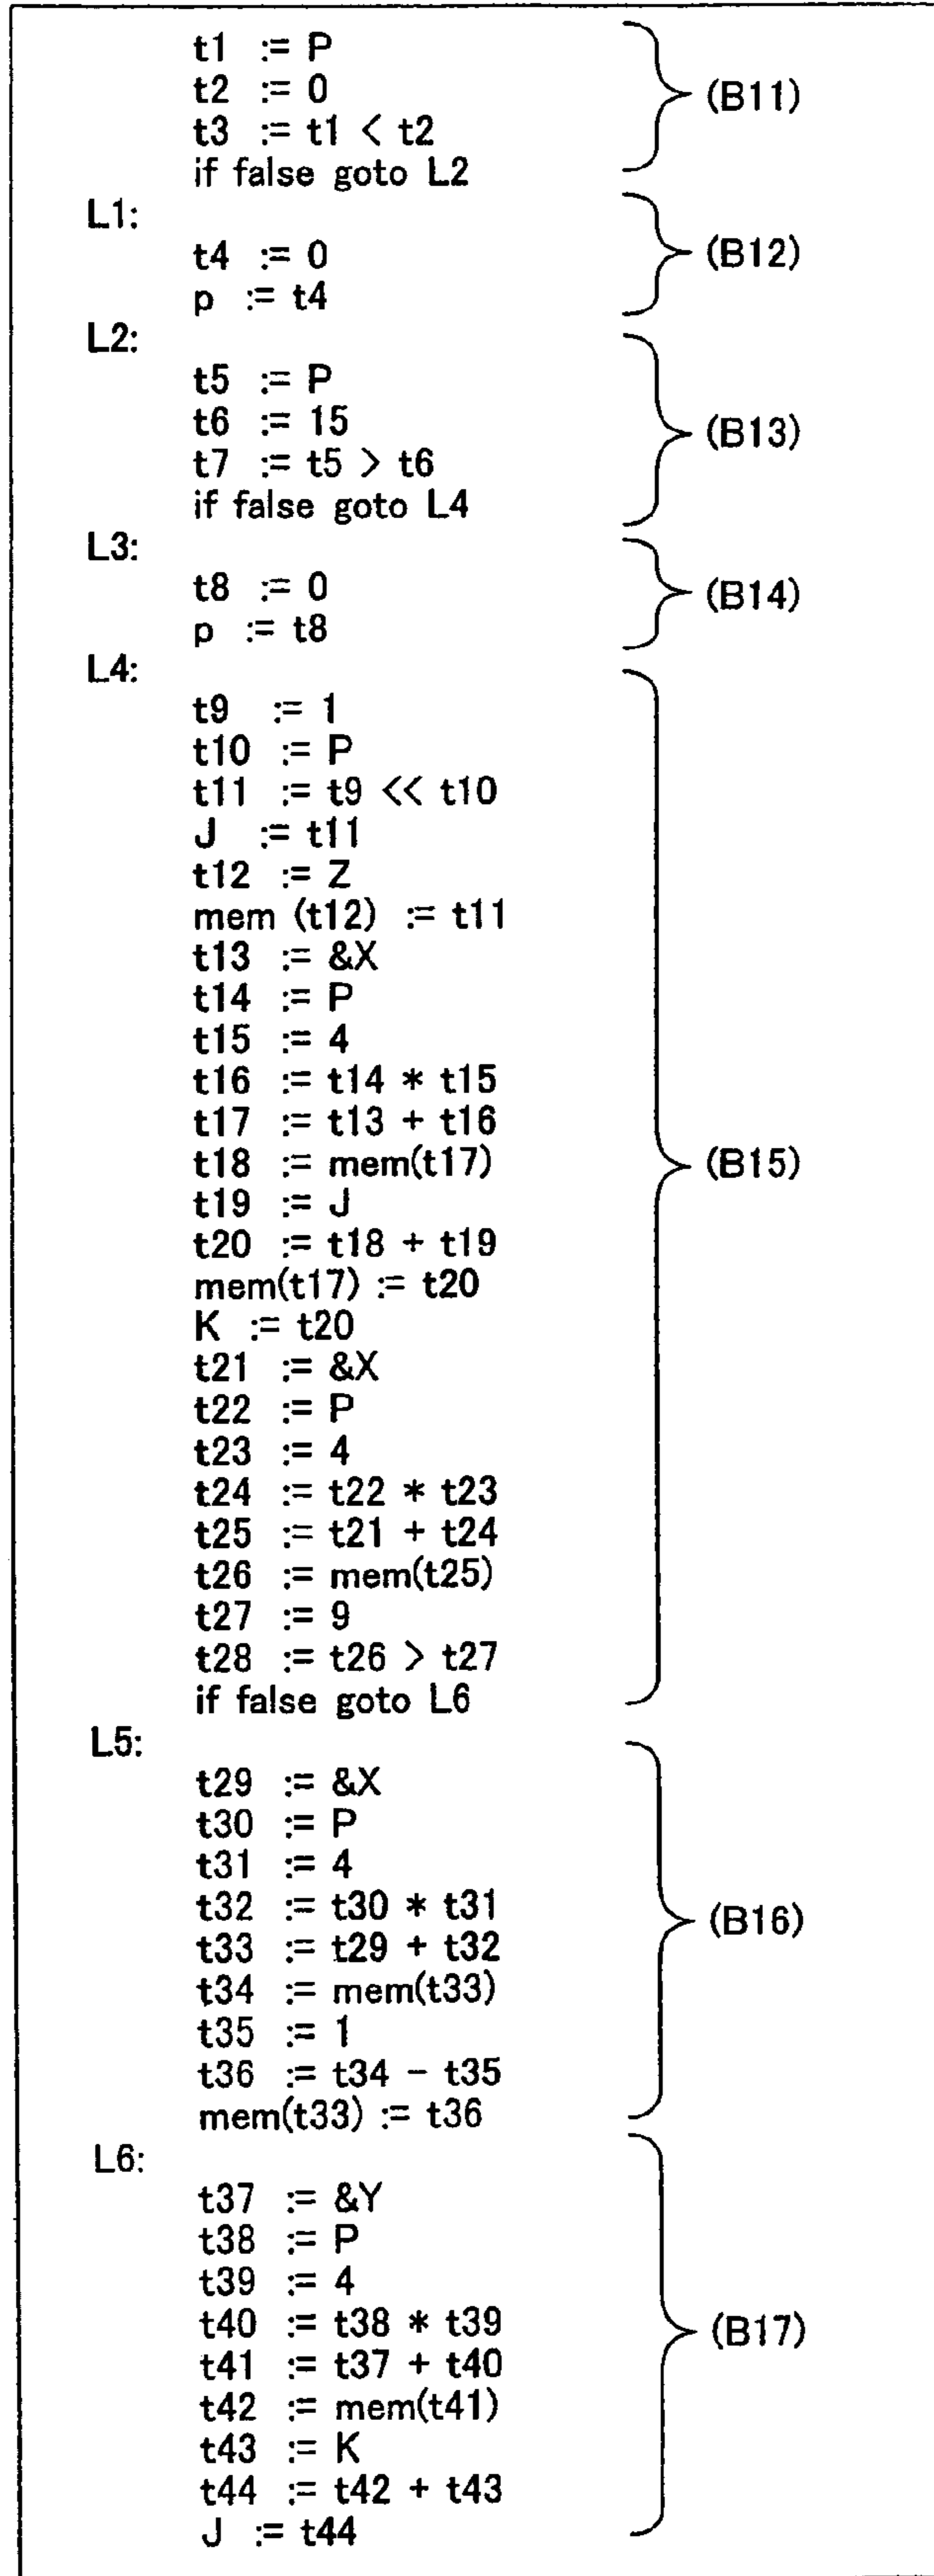 t1 := P
t2 := 0
t3 := t1 < t2
if false goto L2
(B11)
L1:
t4 := 0
p := t4
(B12)
L2:
t5 := P
t6 := 15
t7 := t5 > t6
if false goto L4
(B13)
L3:
t8 := 0
p := t8
(B14)
L4:
t9 := 1
t10 := P
t11 := t9 << t10
J := t11
t12 := Z
mem (t12) := t11
t13 := &X
t14 := P
t15 := 4
t16 := t14 * t15
t17 := t13 + t16
t18 := mem(t17)
t19 := J
t20 := t18 + t19
mem(t17) := t20
K := t20
t21 := &X
t22 := P
t23 := 4
t24 := t22 * t23
t25 := t21 + t24
t26 := mem(t25)
t27 := 9
t28 := t26 > t27
if false goto L6
(B15)
L5:
t29 := &X
t30 := P
t31 := 4
t32 := t30 * t31
t33 := t29 + t32
t34 := mem(t33)
t35 := 1
t36 := t34 - t35
mem(t33) := t36
(B16)
L6:
t37 := &Y
t38 := P
t39 := 4
t40 := t38 * t39
t41 := t37 + t40
t42 := mem(t41)
t43 := K
t44 := t42 + t43
J := t44
(B17)